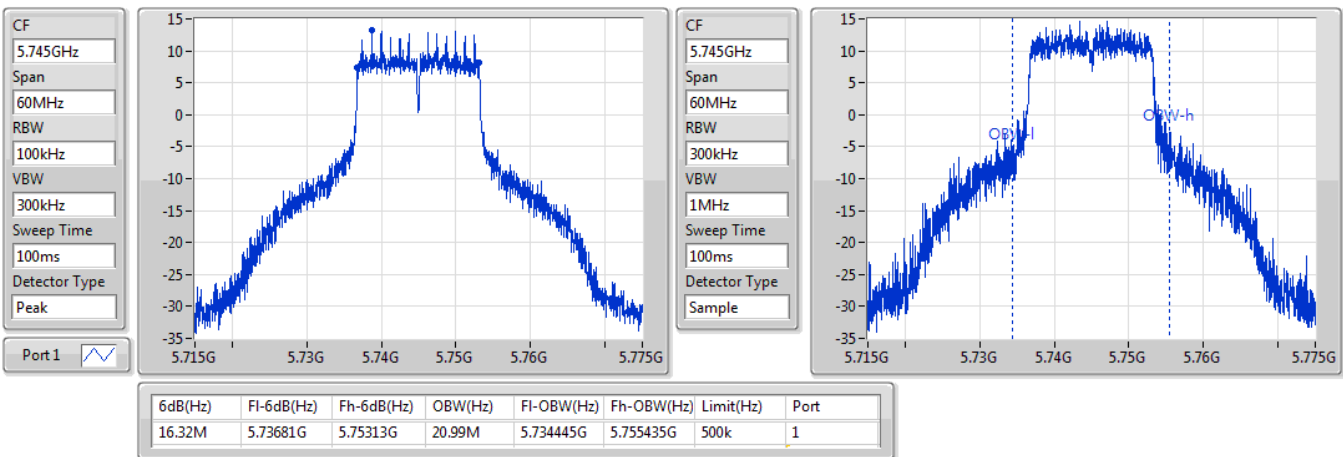 CF
5.745GHz
Span
60MHz
RBW
100kHz
VBW
300kHz
Sweep Time
100ms
Detector Type
Peak
Port 1
15
10
5
0
-5
-10
-15
-20
-25
-30
-35
5.715G 5.73G 5.74G 5.75G 5.76G 5.775G
CF
5.745GHz
Span
60MHz
RBW
300kHz
VBW
1MHz
Sweep Time
100ms
Detector Type
Sample
15
10
5
0
-5
-10
-15
-20
-25
-30
-35
OBW-l
OBW-h
5.715G 5.73G 5.74G 5.75G 5.76G 5.775G
6dB(Hz) Fl-6dB(Hz) Fh-6dB(Hz) OBW(Hz) Fl-OBW(Hz) Fh-OBW(Hz) Limit(Hz) Port
16.32M 5.73681G 5.75313G 20.99M 5.734445G 5.755435G 500k 1